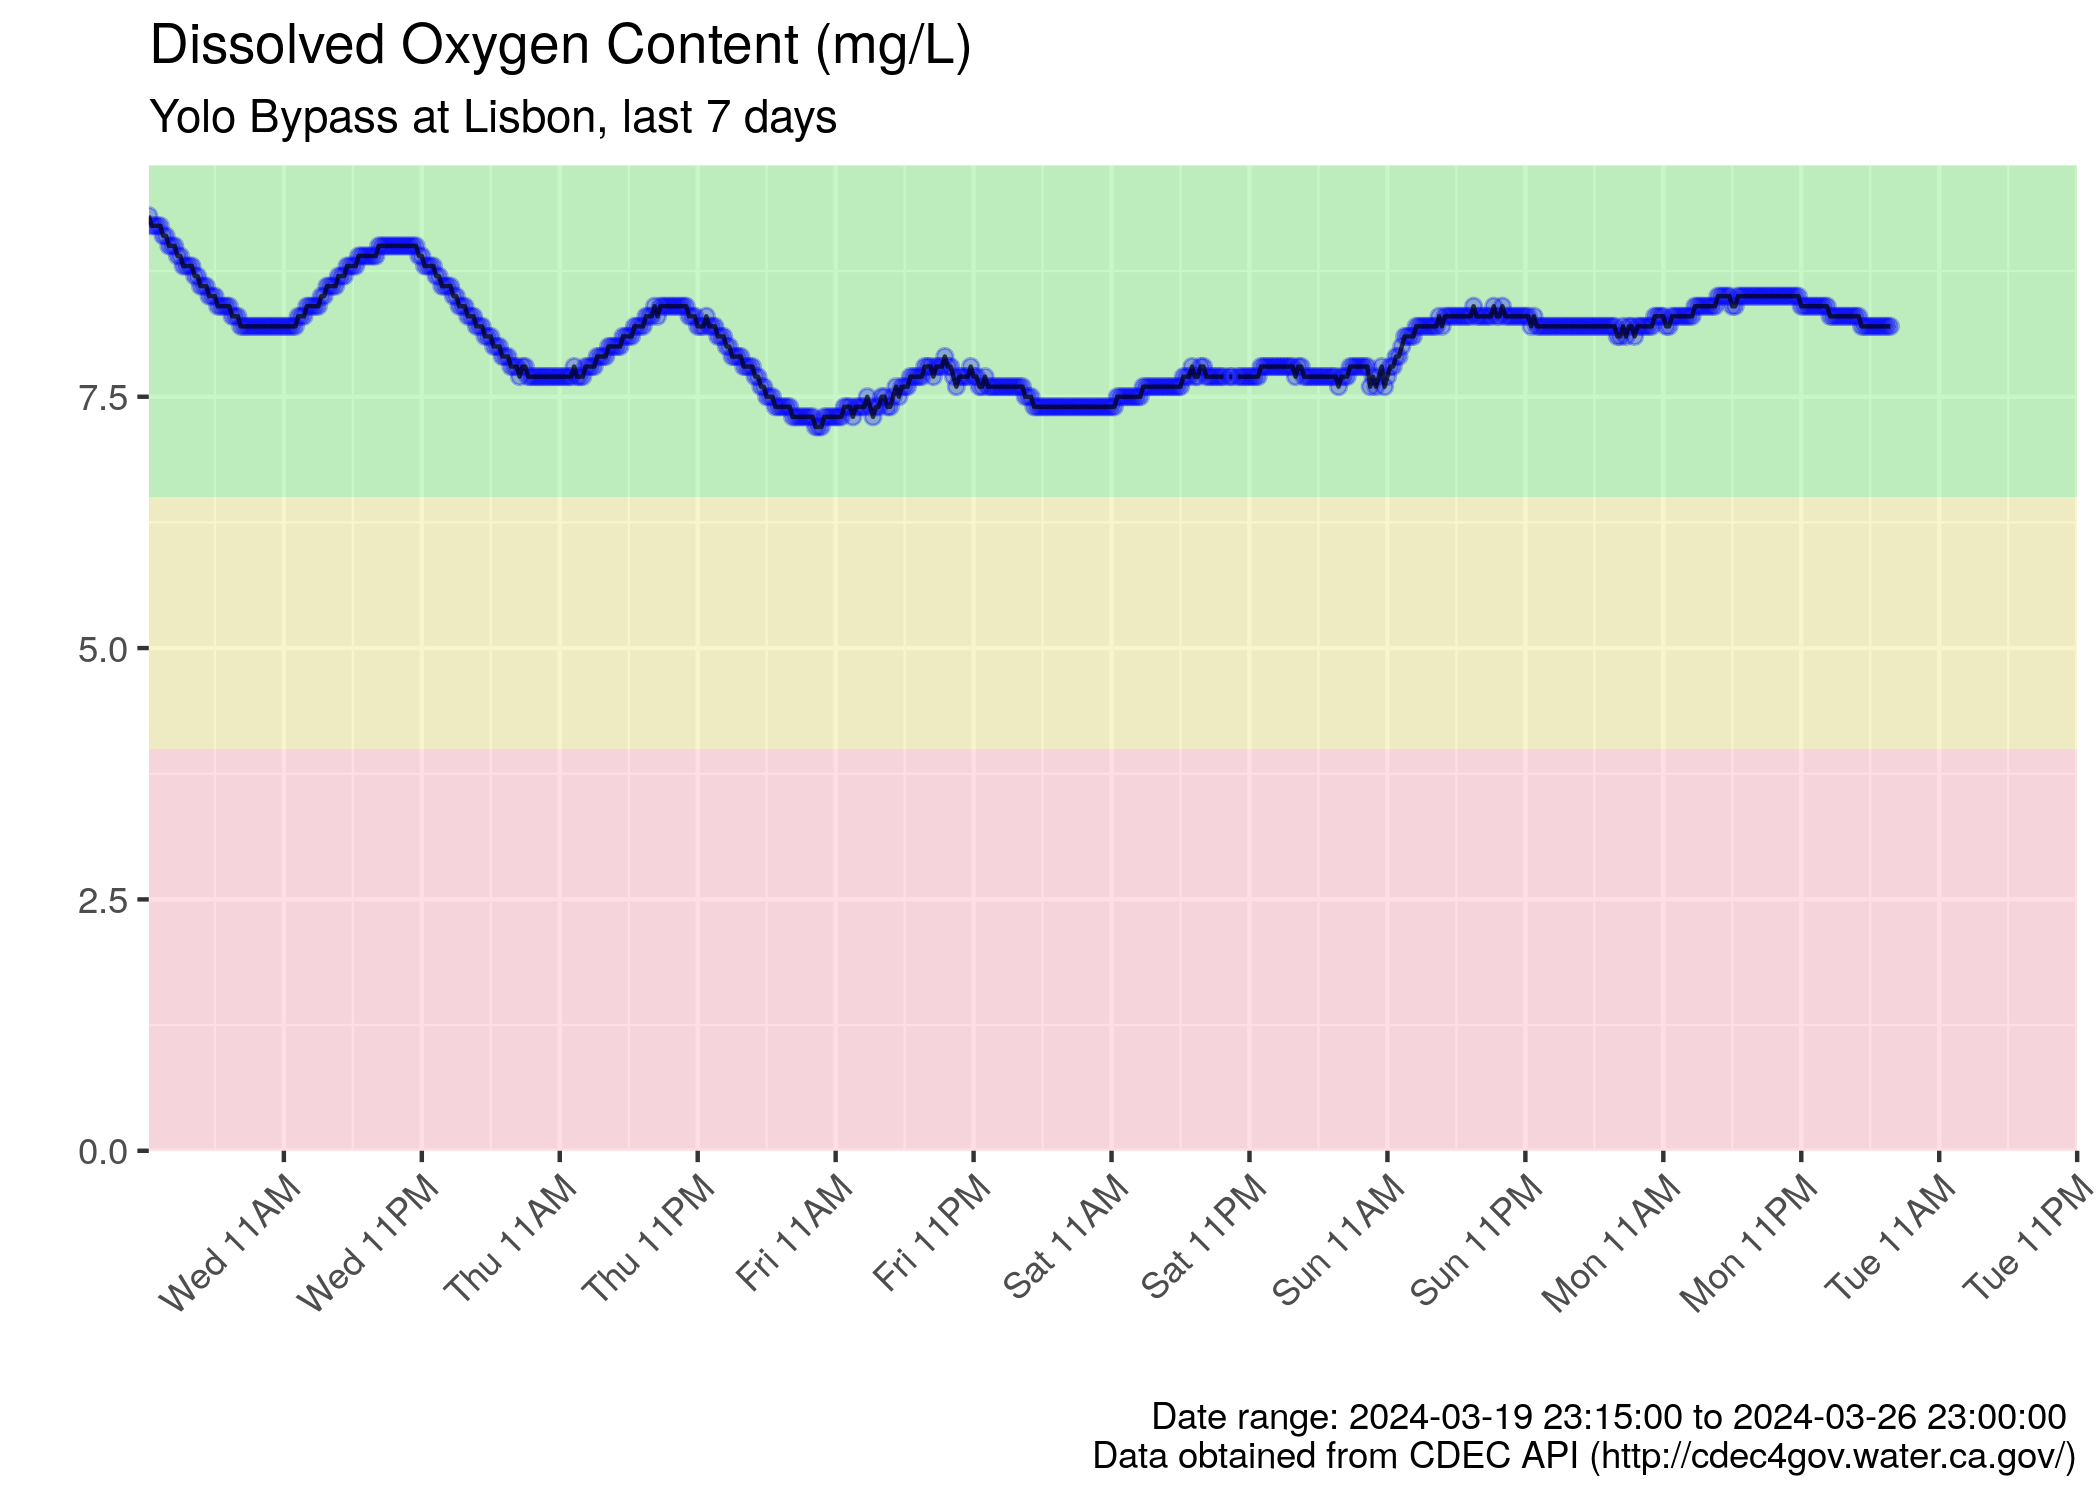 Dissolved Oxygen Content (mg/L)
Yolo Bypass at Lisbon, last 7 days
7.5
5.0
2.5
0.0
Wed 11AM
Wed 11PM
Thu 11AM
Thu 11PM
Fri 11AM
Fri 11PM
Sat 11AM
Sat 11PM
Sun 11AM
Sun 11PM
Mon 11AM
Mon 11PM
Tue 11AM
Tue 11PM
Date range: 2024-03-19 23:15:00 to 2024-03-26 23:00:00
Data obtained from CDEC API (http://cdec4gov.water.ca.gov/)